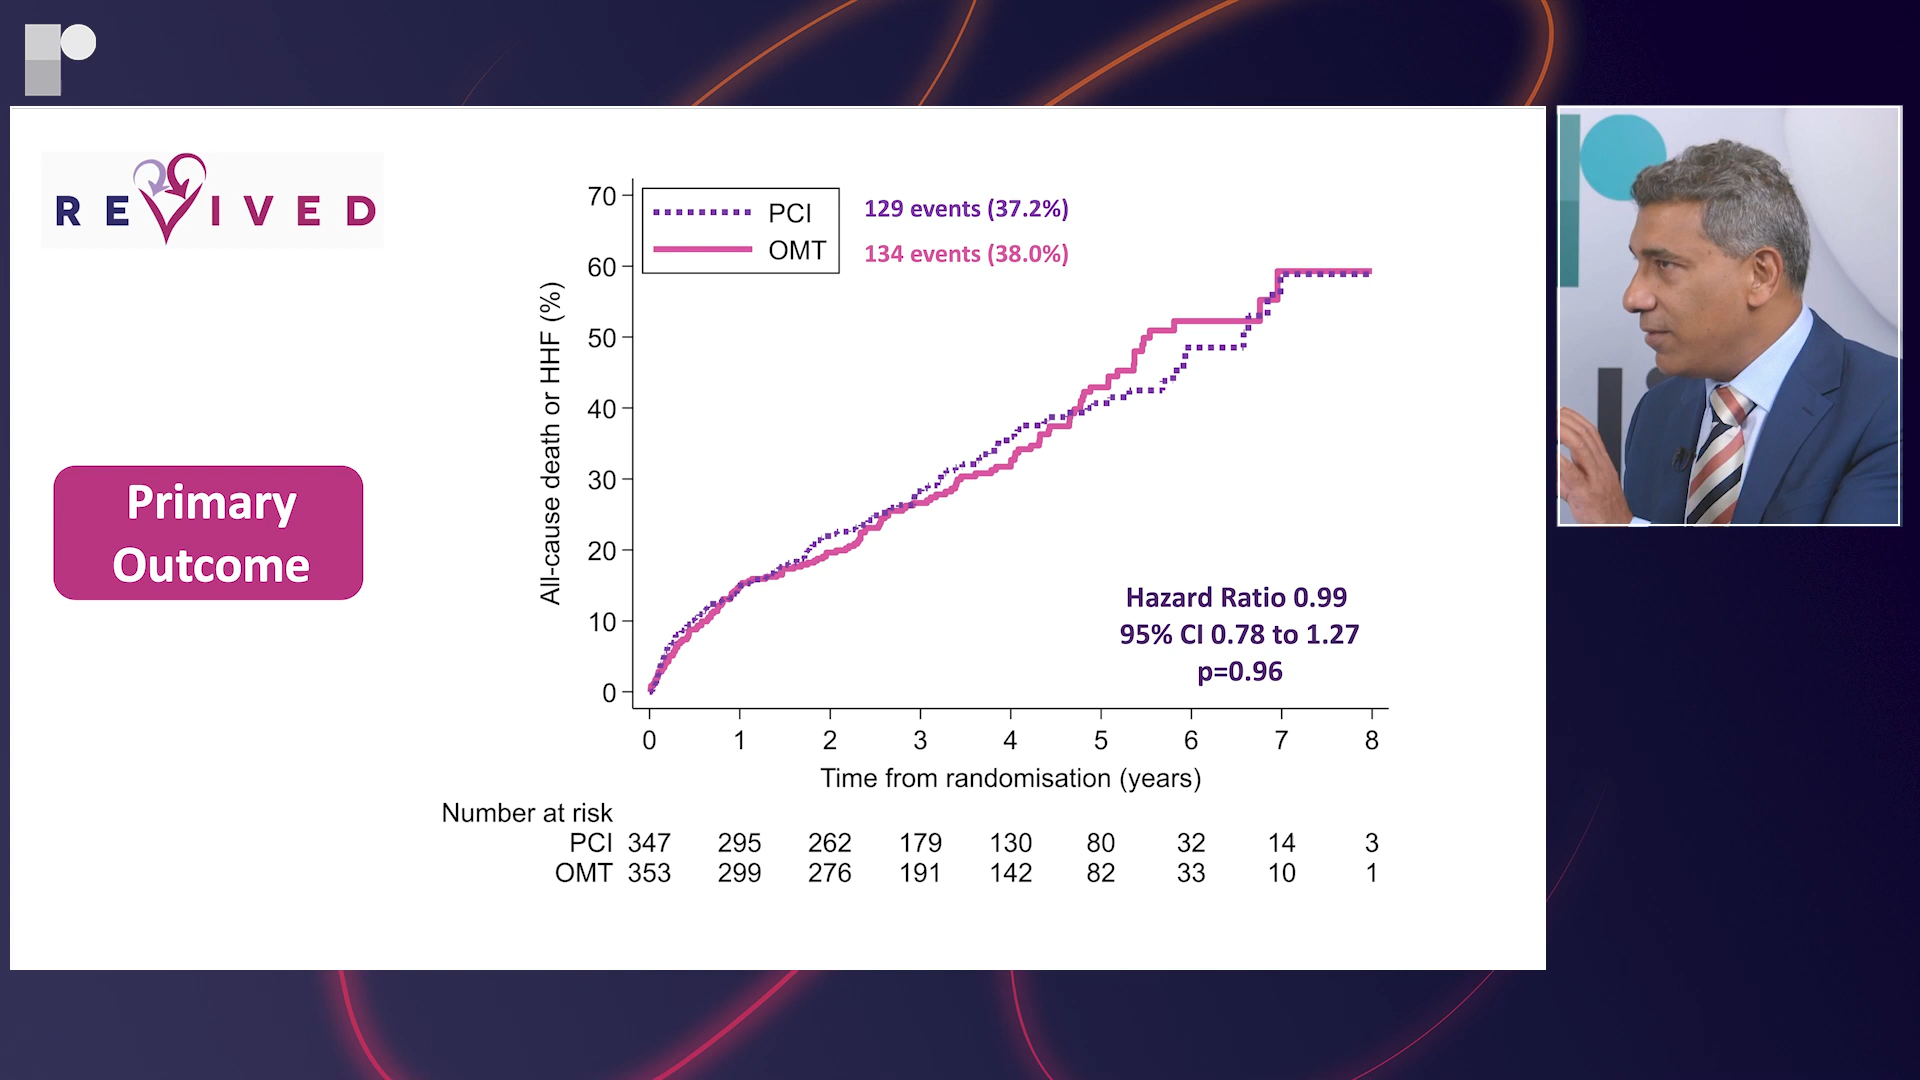 REVIVED
Primary
Outcome
All-cause death or HHF (%)
70
60
50
40
30
20
10
0
PCI
OMT
129 events (37.2%)
134 events (38.0%)
Hazard Ratio 0.99
95% CI 0.78 to 1.27
p=0.96
0 1 2 3 4 5 6 7 8
Time from randomisation (years)
Number at risk
PCI 347 295 262 179 130 80 32 14 3
OMT 353 299 276 191 142 82 33 10 1